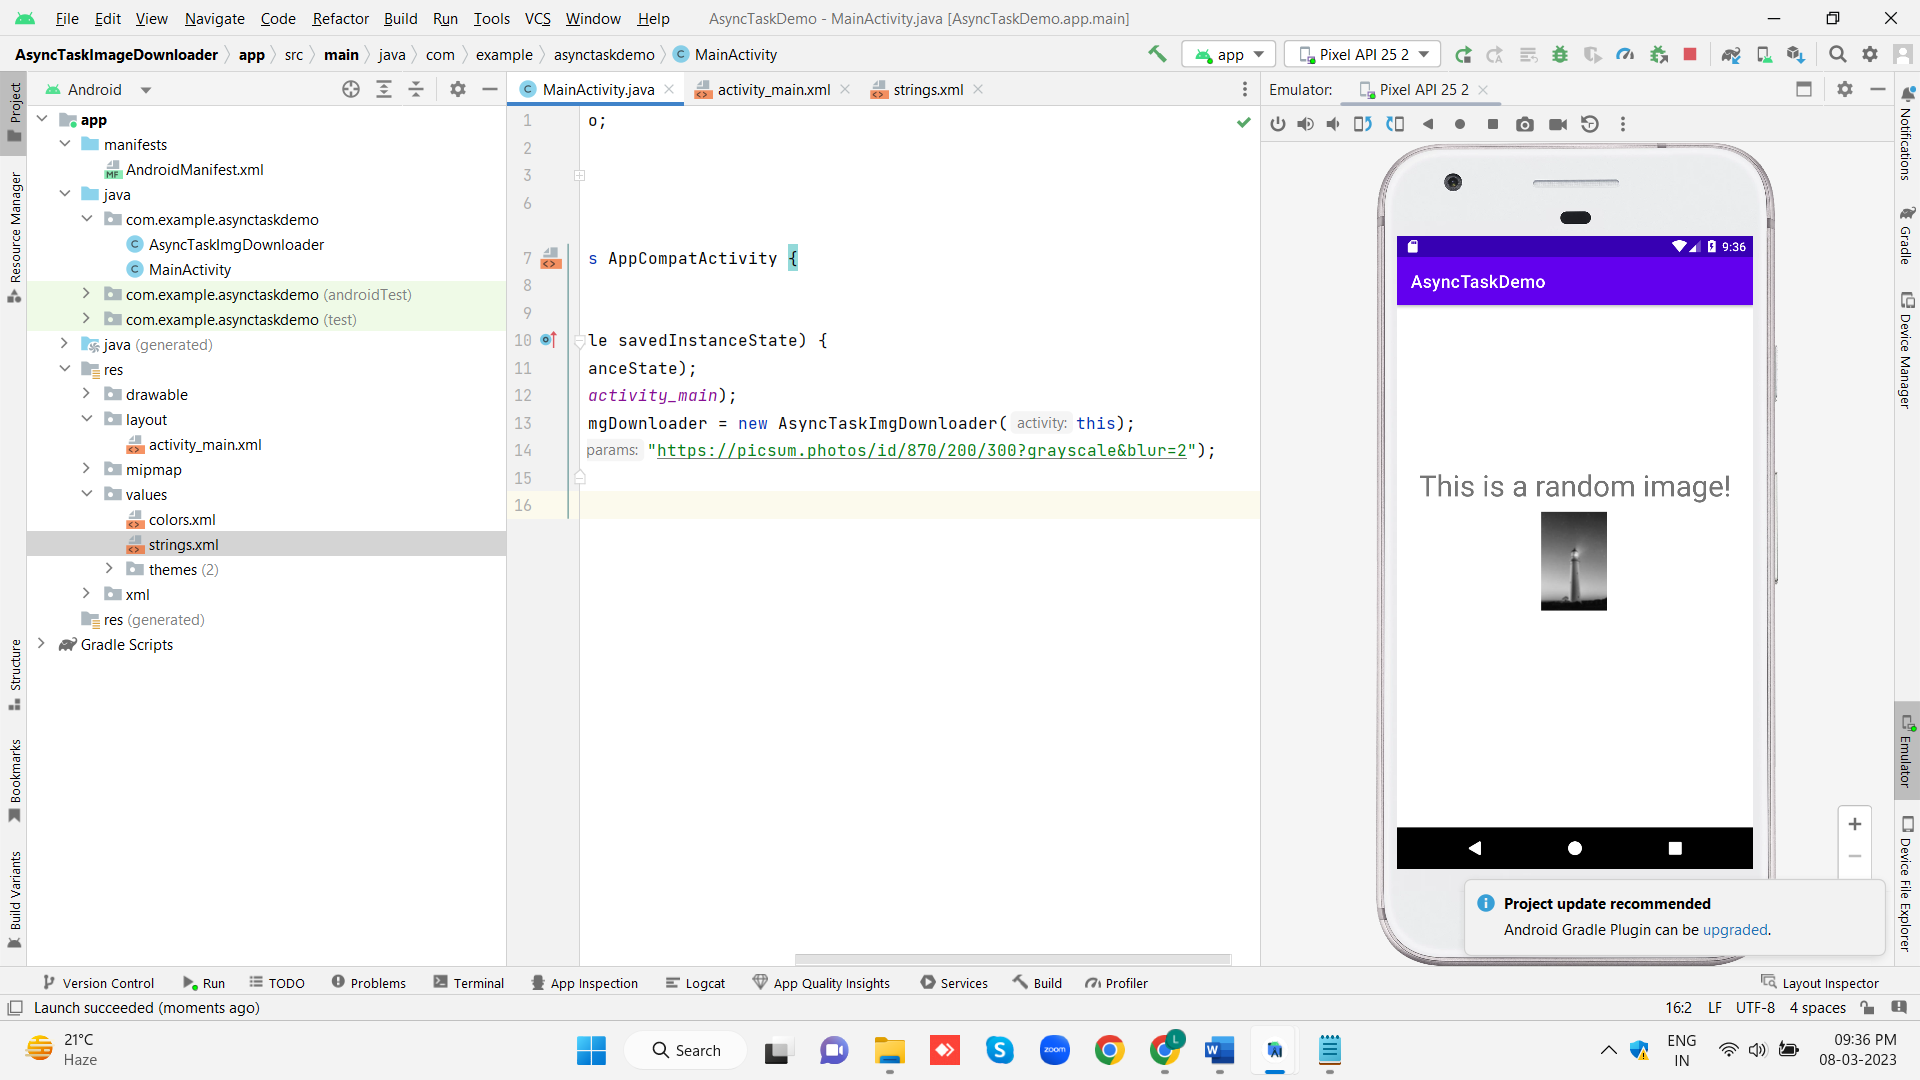 File Edit View Navigate Code Refactor Build Run Tools VCS Window Help AsyncTaskDemo - MainActivity.java [AsyncTaskDemo.app.main]
AsyncTaskImageDownloader app src main java com example asynctaskdemo MainActivity app Pixel API 25 2
Android
MainActivity.java activity_main.xml strings.xml
Emulator: Pixel API 25 2
Project
Resource Manager
Structure
Bookmarks
Build Variants
app
manifests
AndroidManifest.xml
java
com.example.asynctaskdemo
AsyncTaskImgDownloader
MainActivity
com.example.asynctaskdemo (androidTest)
com.example.asynctaskdemo (test)
java (generated)
res
drawable
layout
activity_main.xml
mipmap
values
colors.xml
strings.xml
themes (2)
xml
res (generated)
Gradle Scripts
1 o;
2
3
6
7 s AppCompatActivity {
8
9
10 le savedInstanceState) {
11 anceState);
12 activity_main);
13 mgDownloader = new AsyncTaskImgDownloader( activity: this);
14 params: "https://picsum.photos/id/870/200/300?grayscale&blur=2");
15
16
9:36
AsyncTaskDemo
This is a random image!
Project update recommended
Android Gradle Plugin can be upgraded.
Notifications
Gradle
Device Manager
Emulator
Device File Explorer
Version Control Run TODO Problems Terminal App Inspection Logcat App Quality Insights Services Build Profiler Layout Inspector
Launch succeeded (moments ago) 16:2 LF UTF-8 4 spaces
21°C
Haze
Search
zoom
L
W
ENG
IN
09:36 PM
08-03-2023